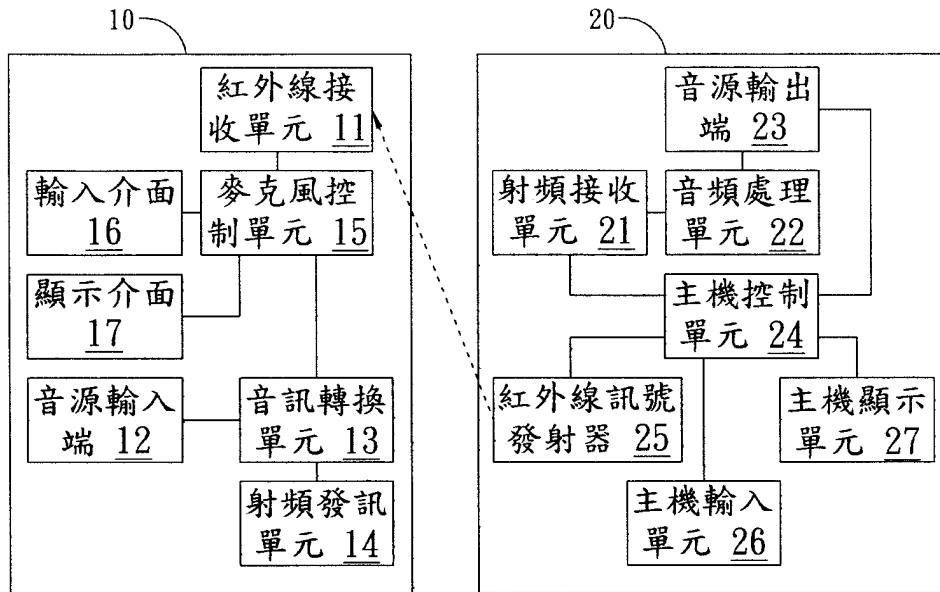 10
紅外線接
收單元 11
輸入介面
16
麥克風控
制單元 15
顯示介面
17
音源輸入
端 12
音訊轉換
單元 13
射頻發訊
單元 14
20
音源輸出
端 23
射頻接收
單元 21
音頻處理
單元 22
主機控制
單元 24
紅外線訊號
發射器 25
主機顯示
單元 27
主機輸入
單元 26